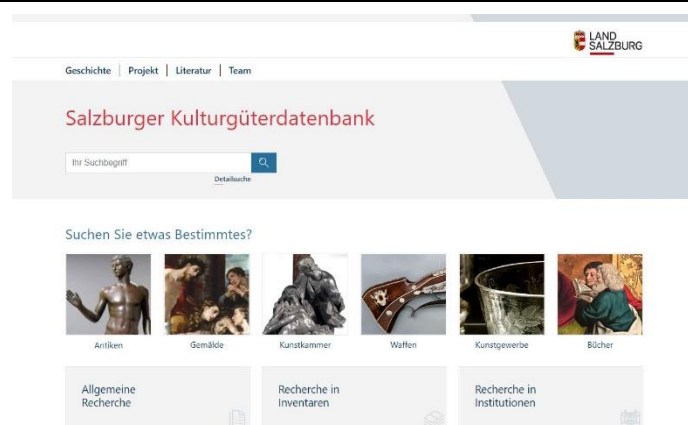 LAND
SALZBURG
Geschichte | Projekt | Literatur | Team
Salzburger Kulturgüterdatenbank
Ihr Suchbegriff
Detailsuche
Suchen Sie etwas Bestimmtes?
Antiken Gemälde Kunstkammer Waffen Kunstgewerbe Bücher
Allgemeine Recherche in Recherche in
Recherche Inventaren Institutionen